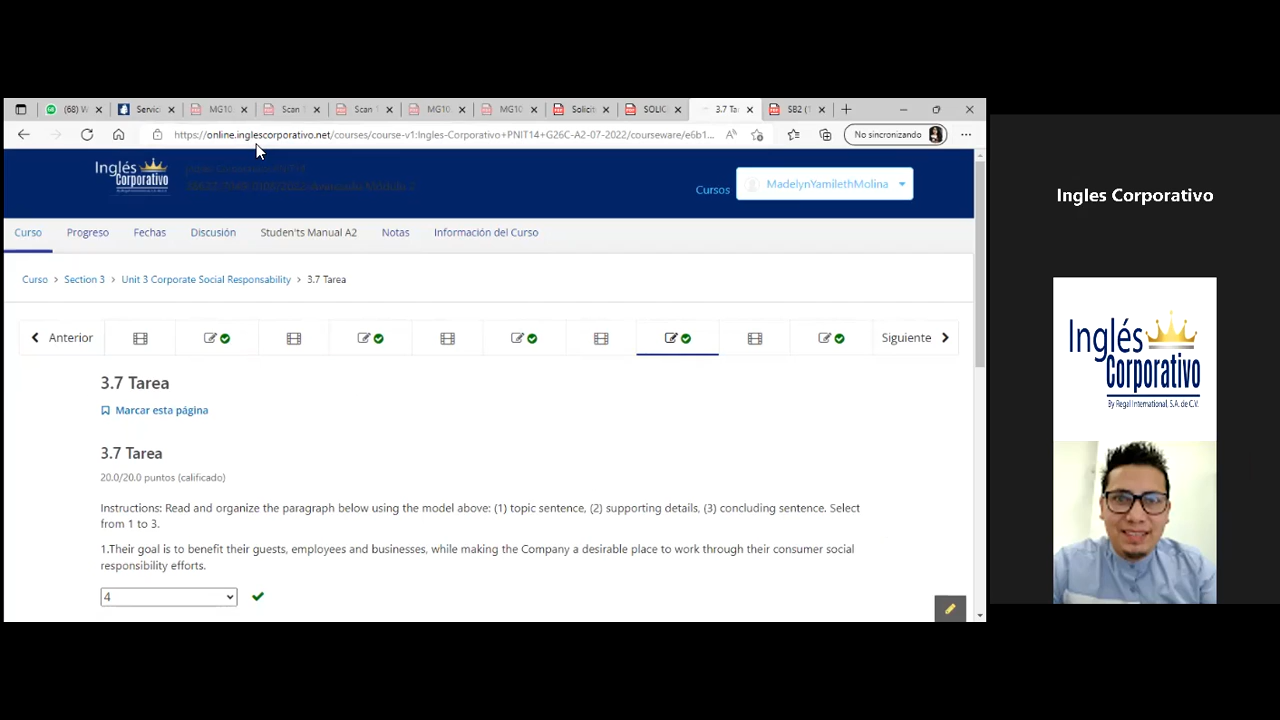 (68) W
Servic
MG10
Scan
Scan
MG10
MG10
Solicit
SOLIC
3.7 Ta
SB2 (
https://online.inglescorporativo.net/courses/course-v1:Ingles-Corporativo+PNIT14+G26C-A2-07-2022/courseware/e6b1...
No sincronizando
Inglés
Corporativo
Cursos
MadelynYamilethMolina
Curso
Progreso
Fechas
Discusión
Studen'ts Manual A2
Notas
Información del Curso
Curso > Section 3 > Unit 3 Corporate Social Responsability > 3.7 Tarea
Anterior
Siguiente
3.7 Tarea
Marcar esta página
3.7 Tarea
20.0/20.0 puntos (calificado)
Instructions: Read and organize the paragraph below using the model above: (1) topic sentence, (2) supporting details, (3) concluding sentence. Select
from 1 to 3.
1.Their goal is to benefit their guests, employees and businesses, while making the Company a desirable place to work through their consumer social
responsibility efforts.
4
Ingles Corporativo
Inglés
Corporativo
By Regal International, S.A. de C.V.